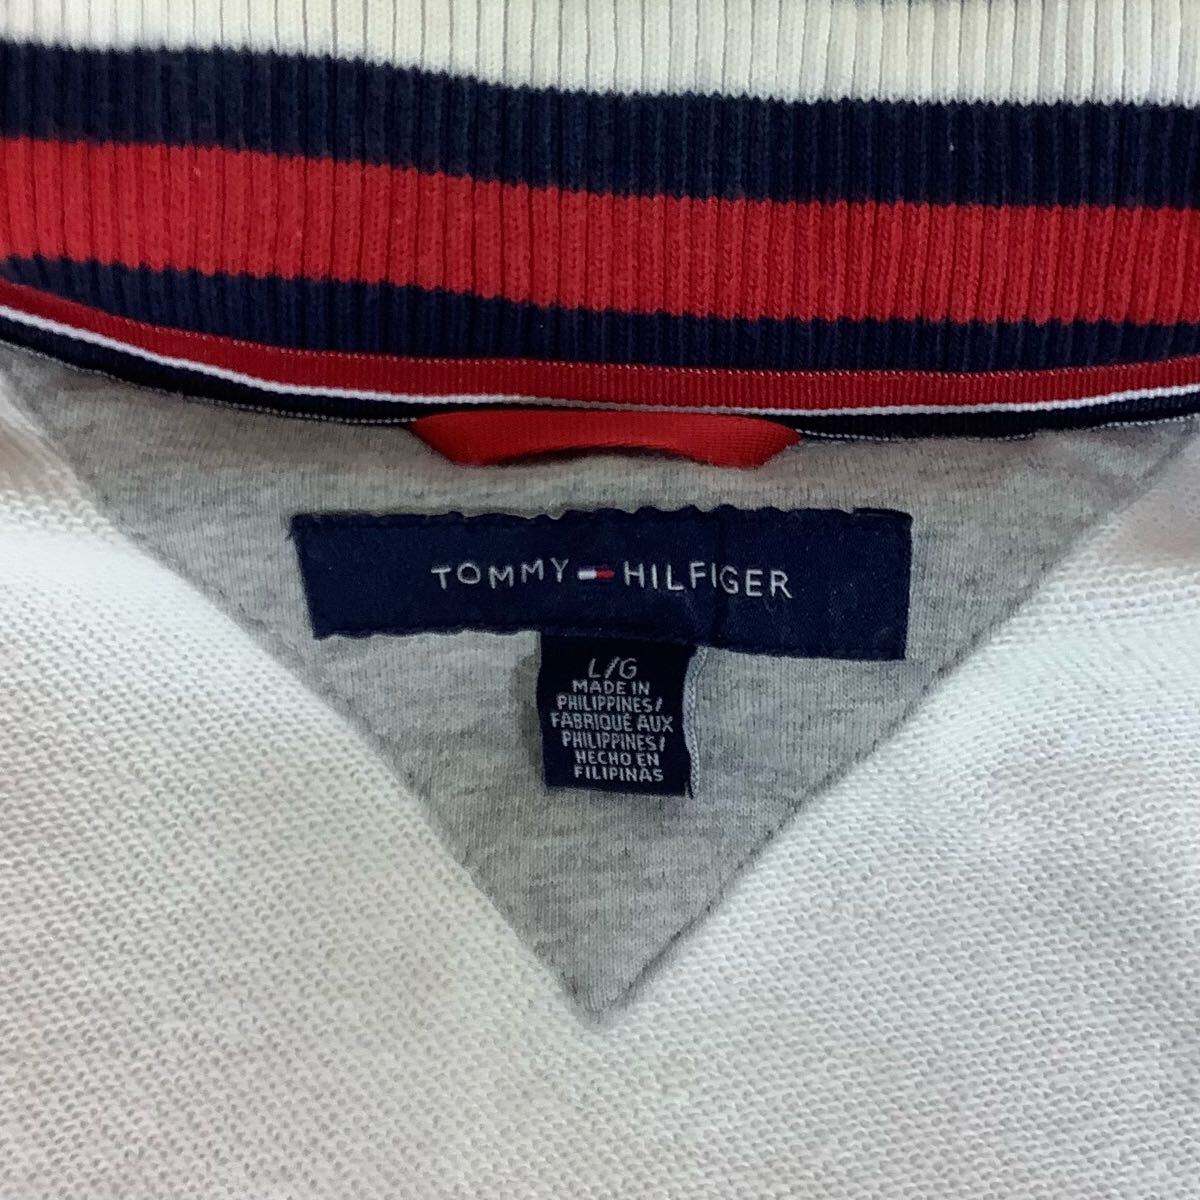 TOMMY HILFIGER
L/G
MADE IN
PHILIPPINES/
FABRIQUÉ AUX
PHILIPPINES/
HECHO EN
FILIPINAS